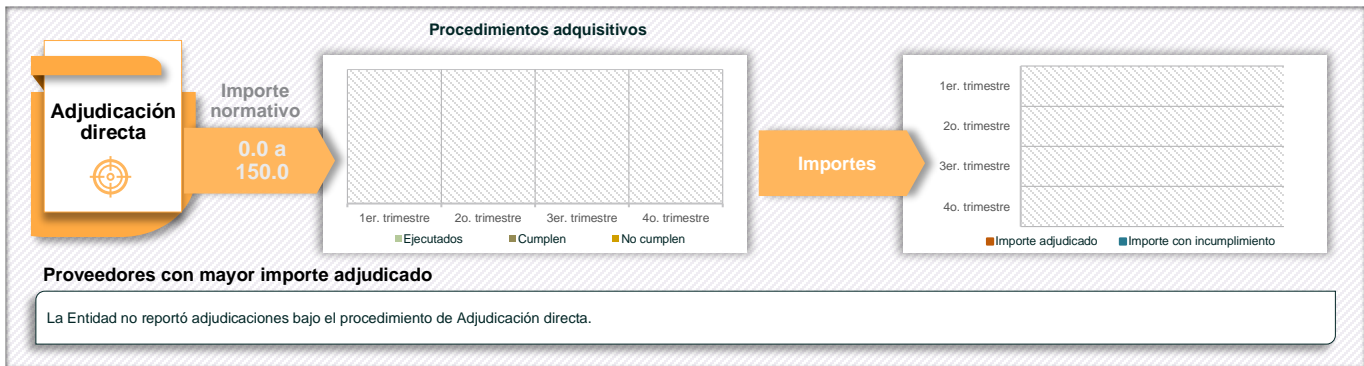 Procedimientos adquisitivos
Adjudicación
directa
Importe
normativo
0.0 a
150.0
1er. trimestre
2o. trimestre
3er. trimestre
4o. trimestre
Ejecutados
Cumplen
No cumplen
Importes
1er. trimestre
2o. trimestre
3er. trimestre
4o. trimestre
Importe adjudicado
Importe con incumplimiento
Proveedores con mayor importe adjudicado
La Entidad no reportó adjudicaciones bajo el procedimiento de Adjudicación directa.